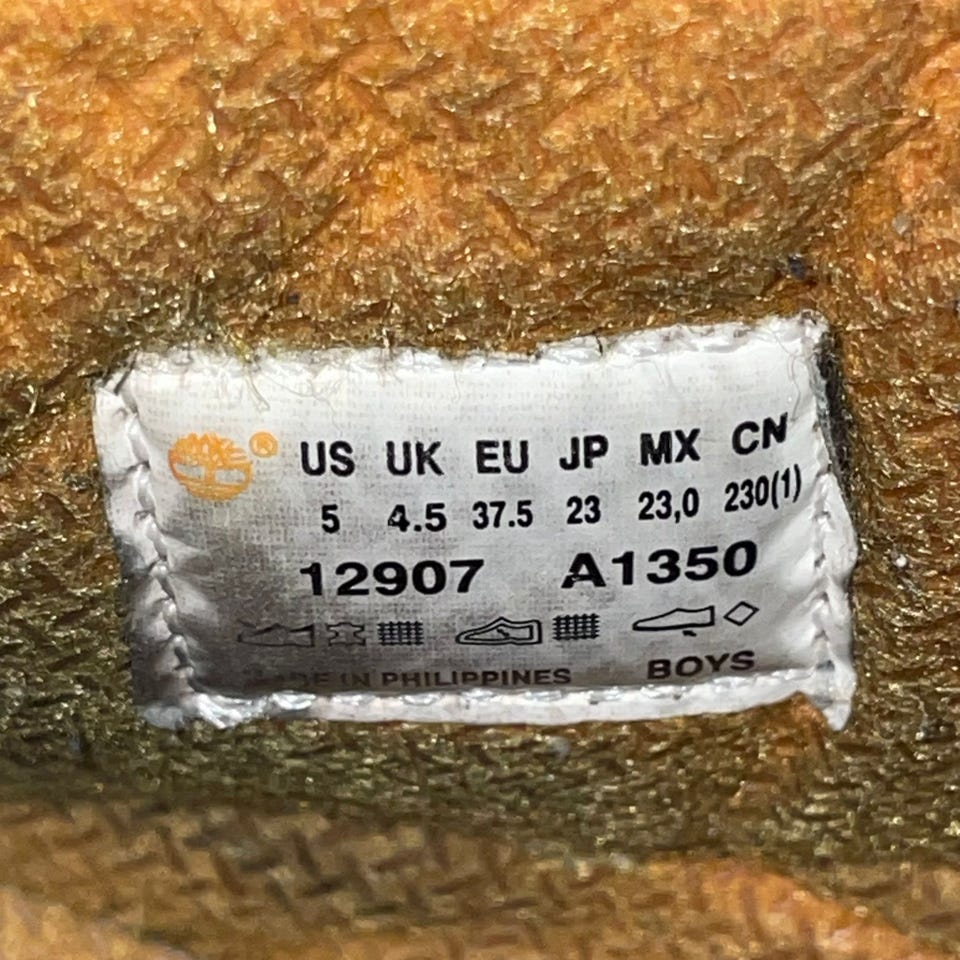 ® US UK EU JP MX CN
5 4.5 37.5 23 23,0 230(1)
12907 A1350
MADE IN PHILIPPINES BOYS